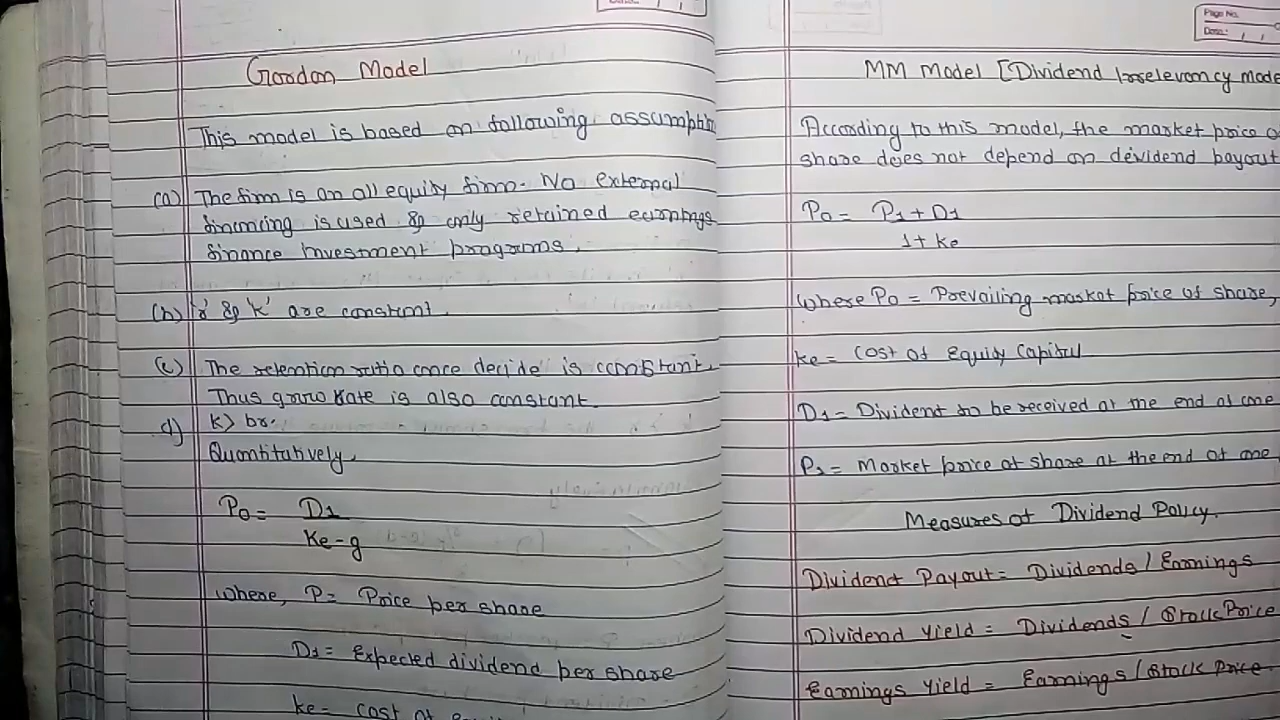 Gordon Model
This model is based on following assumption
(a) The firm is an all equity firm. No external
financing is used & only retained earnings
finance investment programs.
(b) 'r' & 'k' are constant.
(c) The retention ratio once decide is constant.
Thus grow rate is also constant.
d) k> br.
Quantitatively,
P0 = D1
Ke-g
where, P = Price per share
D1 = Expected dividend per share
ke = cost of
Page No.
Date: / /
MM Model [Dividend Irrelevancy mode
According to this model, the market price o
share does not depend on dividend payout
P0 = P1 + D1
1 + ke
where P0 = Prevailing market price of share,
ke = Cost of Equity Capital
D1 = Dividend to be received at the end of one
P1 = Market price of share at the end of one
Measures of Dividend Policy.
Dividend Payout = Dividends / Earnings
Dividend Yield = Dividends / Stock Price
Earnings Yield = Earnings / Stock Price